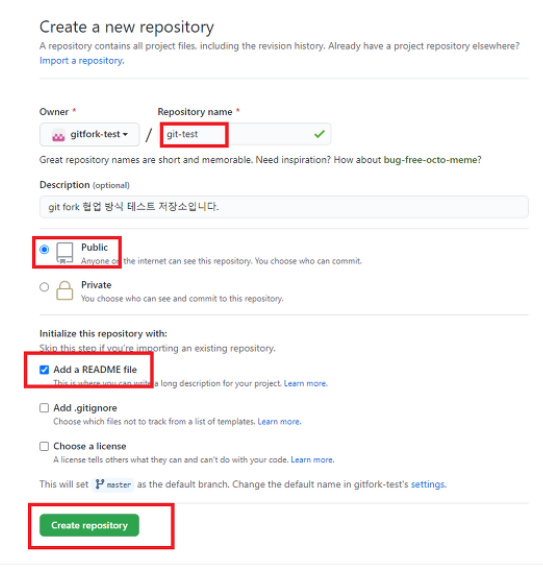 Create a new repository
A repository contains all project files, including the revision history. Already have a project repository elsewhere?
Import a repository.
Owner * Repository name *
gitfork-test / git-test
Great repository names are short and memorable. Need inspiration? How about bug-free-octo-meme?
Description (optional)
git fork 협업 방식 테스트 저장소입니다.
Public
Anyone on the internet can see this repository. You choose who can commit.
Private
You choose who can see and commit to this repository.
Initialize this repository with:
Skip this step if you're importing an existing repository.
Add a README file
This is where you can write a long description for your project. Learn more.
Add .gitignore
Choose which files not to track from a list of templates. Learn more.
Choose a license
A license tells others what they can and can't do with your code. Learn more.
This will set master as the default branch. Change the default name in gitfork-test's settings.
Create repository